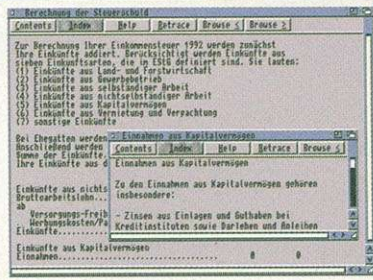 Berechnung der Steuerschuld
Contents Index Help Retrace Browse < Browse >
Zur Berechnung Ihrer Einkommensteuer 1992 werden zunächst
Ihre Einkünfte addiert. Berücksichtigt werden Einkünfte aus
sieben Einkunftsarten, die im EStG definiert sind. Sie lauten:
(1) Einkünfte aus Land- und Forstwirtschaft
(2) Einkünfte aus Gewerbebetrieb
(3) Einkünfte aus selbständiger Arbeit
(4) Einkünfte aus nichtselbständiger Arbeit
(5) Einkünfte aus Kapitalvermögen
(6) Einkünfte aus Vermietung und Verpachtung
(7) sonstige Einkünfte
Bei Ehegatten werden
Anschließend werden
Summe der Einkünfte.
Ihre Einkünfte aus d
Einkünfte aus nichts
Bruttoarbeitslohn...
ab
Versorgungs-Freib
Werbungskosten/Pa
Einkünfte...
Einkünfte aus Kapitalvermögen
Einnahmen... 0 0
Einnahmen aus Kapitalvermögen
Contents Index Help Retrace Browse <
Einnahmen aus Kapitalvermögen
Zu den Einnahmen aus Kapitalvermögen gehören
insbesondere:
- Zinsen aus Einlagen und Guthaben bei
Kreditinstituten sowie Darlehen und Anleihen